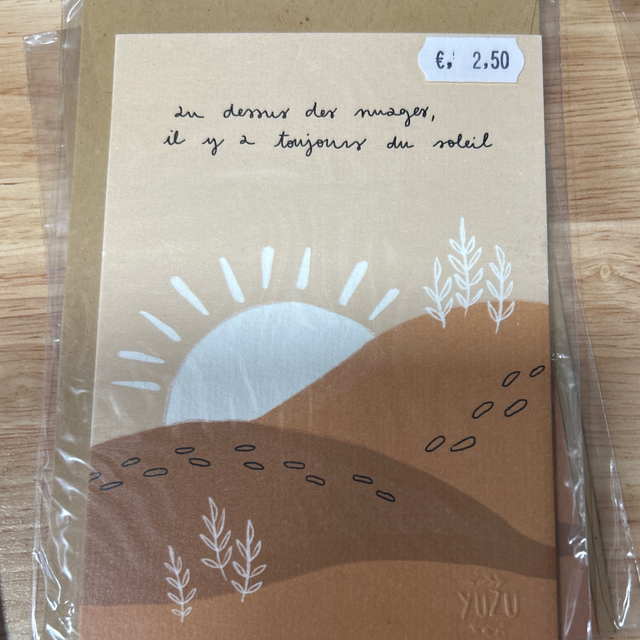 €. 2,50
au dessus des nuages,
il y a toujours du soleil
YUZU